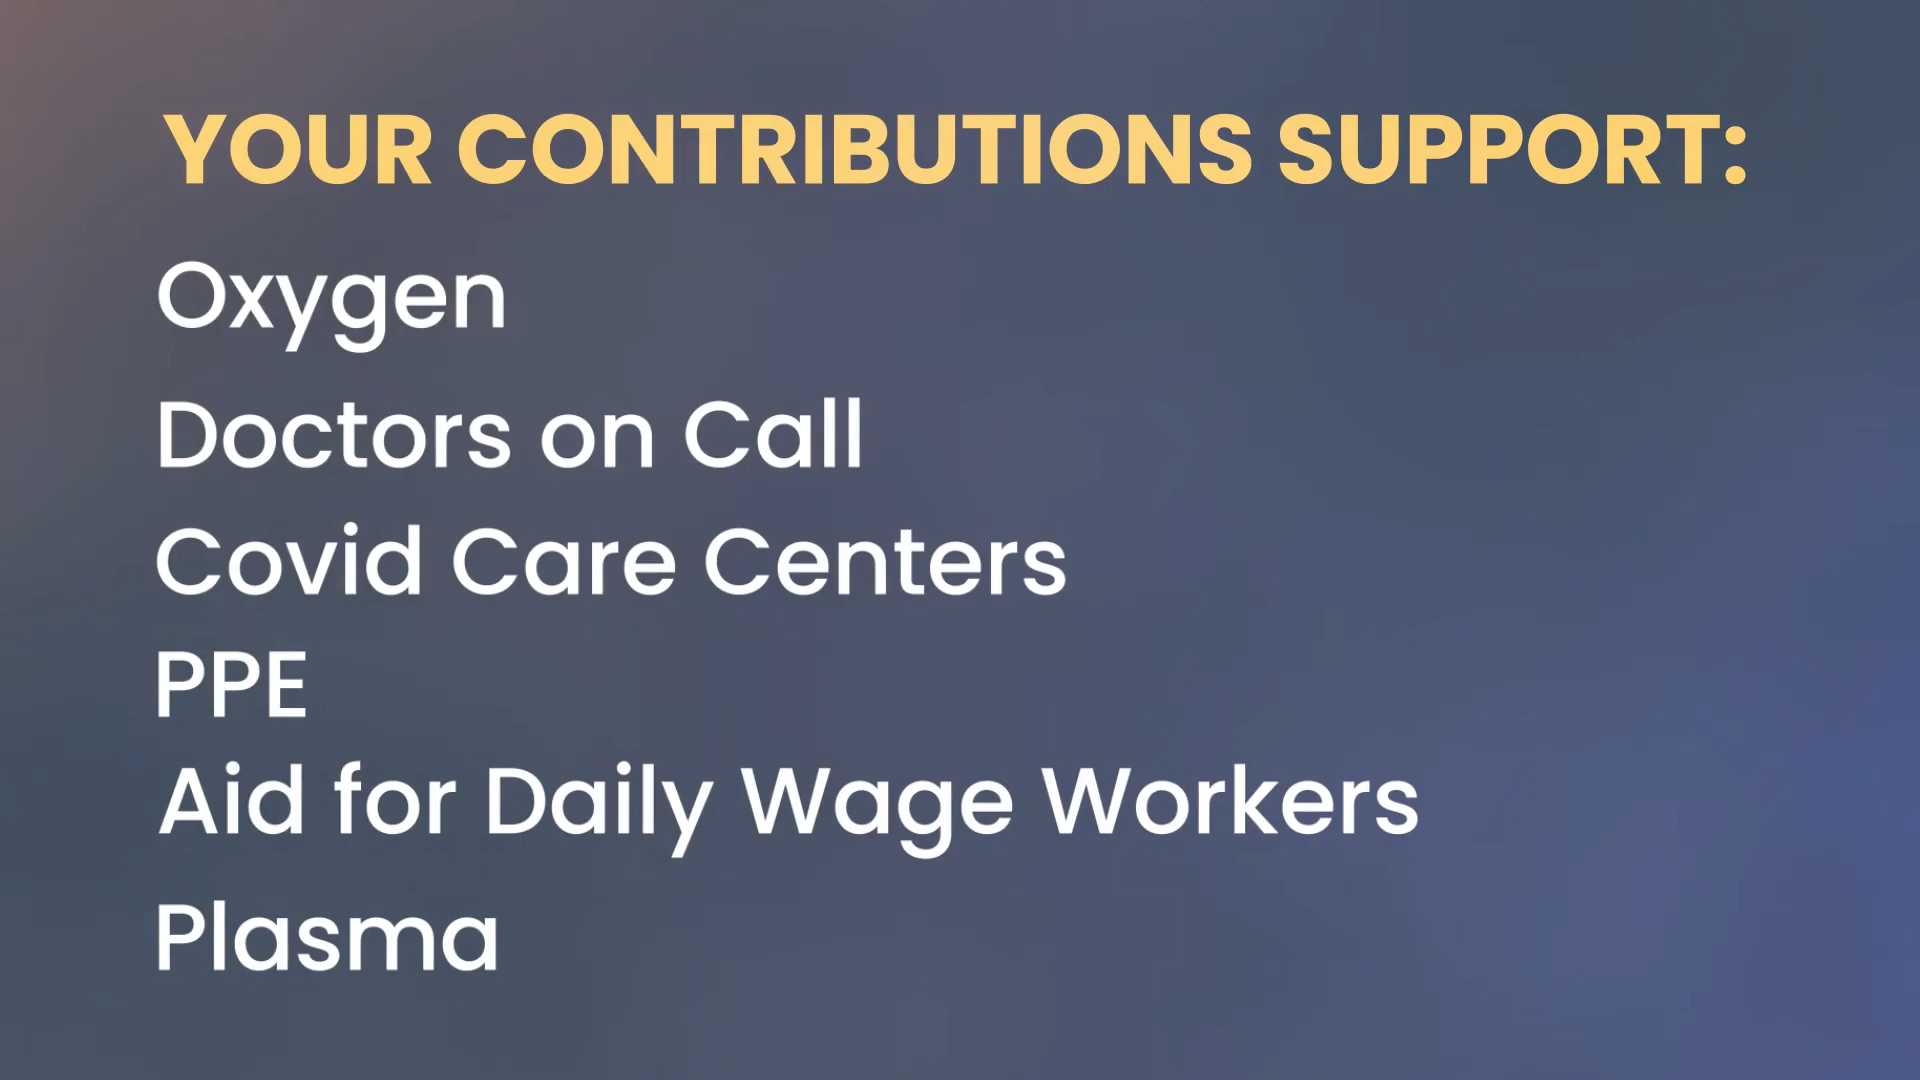 YOUR CONTRIBUTIONS SUPPORT:
Oxygen
Doctors on Call
Covid Care Centers
PPE
Aid for Daily Wage Workers
Plasma